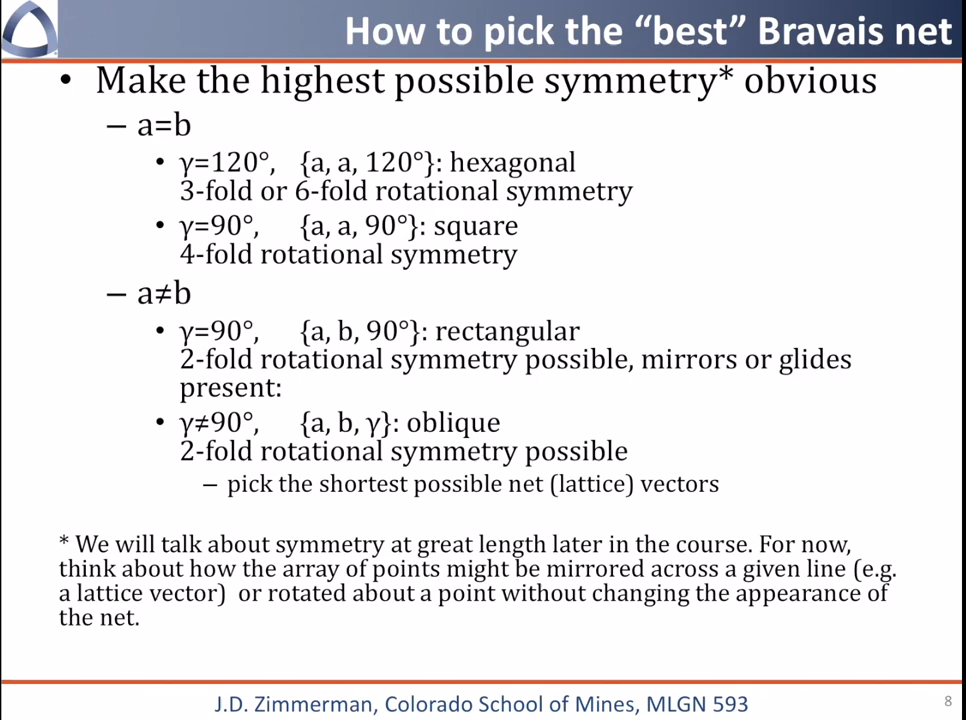 How to pick the “best” Bravais net
• Make the highest possible symmetry* obvious
– a=b
• γ=120°, {a, a, 120°}: hexagonal
3-fold or 6-fold rotational symmetry
• γ=90°, {a, a, 90°}: square
4-fold rotational symmetry
– a≠b
• γ=90°, {a, b, 90°}: rectangular
2-fold rotational symmetry possible, mirrors or glides
present:
• γ≠90°, {a, b, γ}: oblique
2-fold rotational symmetry possible
– pick the shortest possible net (lattice) vectors
* We will talk about symmetry at great length later in the course. For now,
think about how the array of points might be mirrored across a given line (e.g.
a lattice vector) or rotated about a point without changing the appearance of
the net.
J.D. Zimmerman, Colorado School of Mines, MLGN 593
8